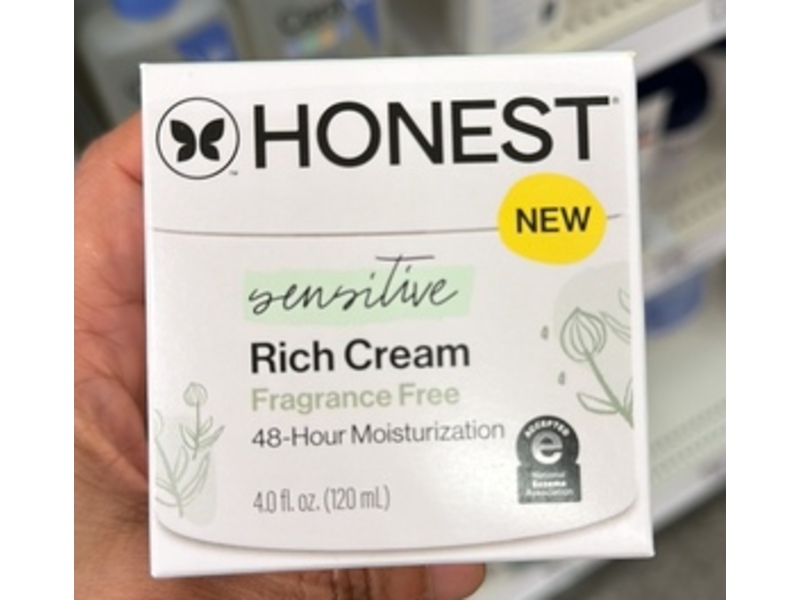 HONEST®
™
NEW
sensitive
Rich Cream
Fragrance Free
48-Hour Moisturization
ACCEPTED
e
National
Eczema
Association
4.0 fl. oz. (120 mL)